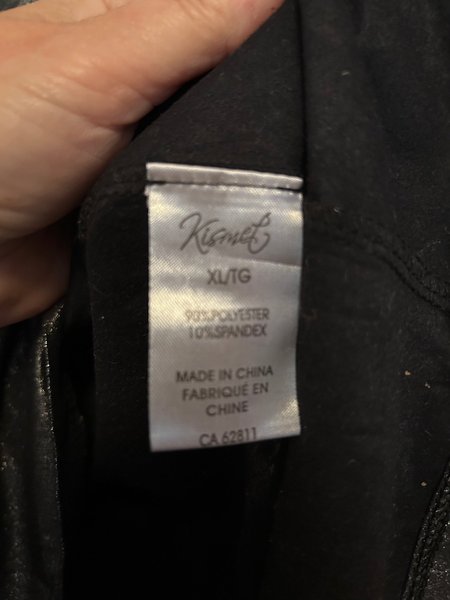 Kismet
XL/TG
90%POLYESTER
10%SPANDEX
MADE IN CHINA
FABRIQUÉ EN
CHINE
CA 62811